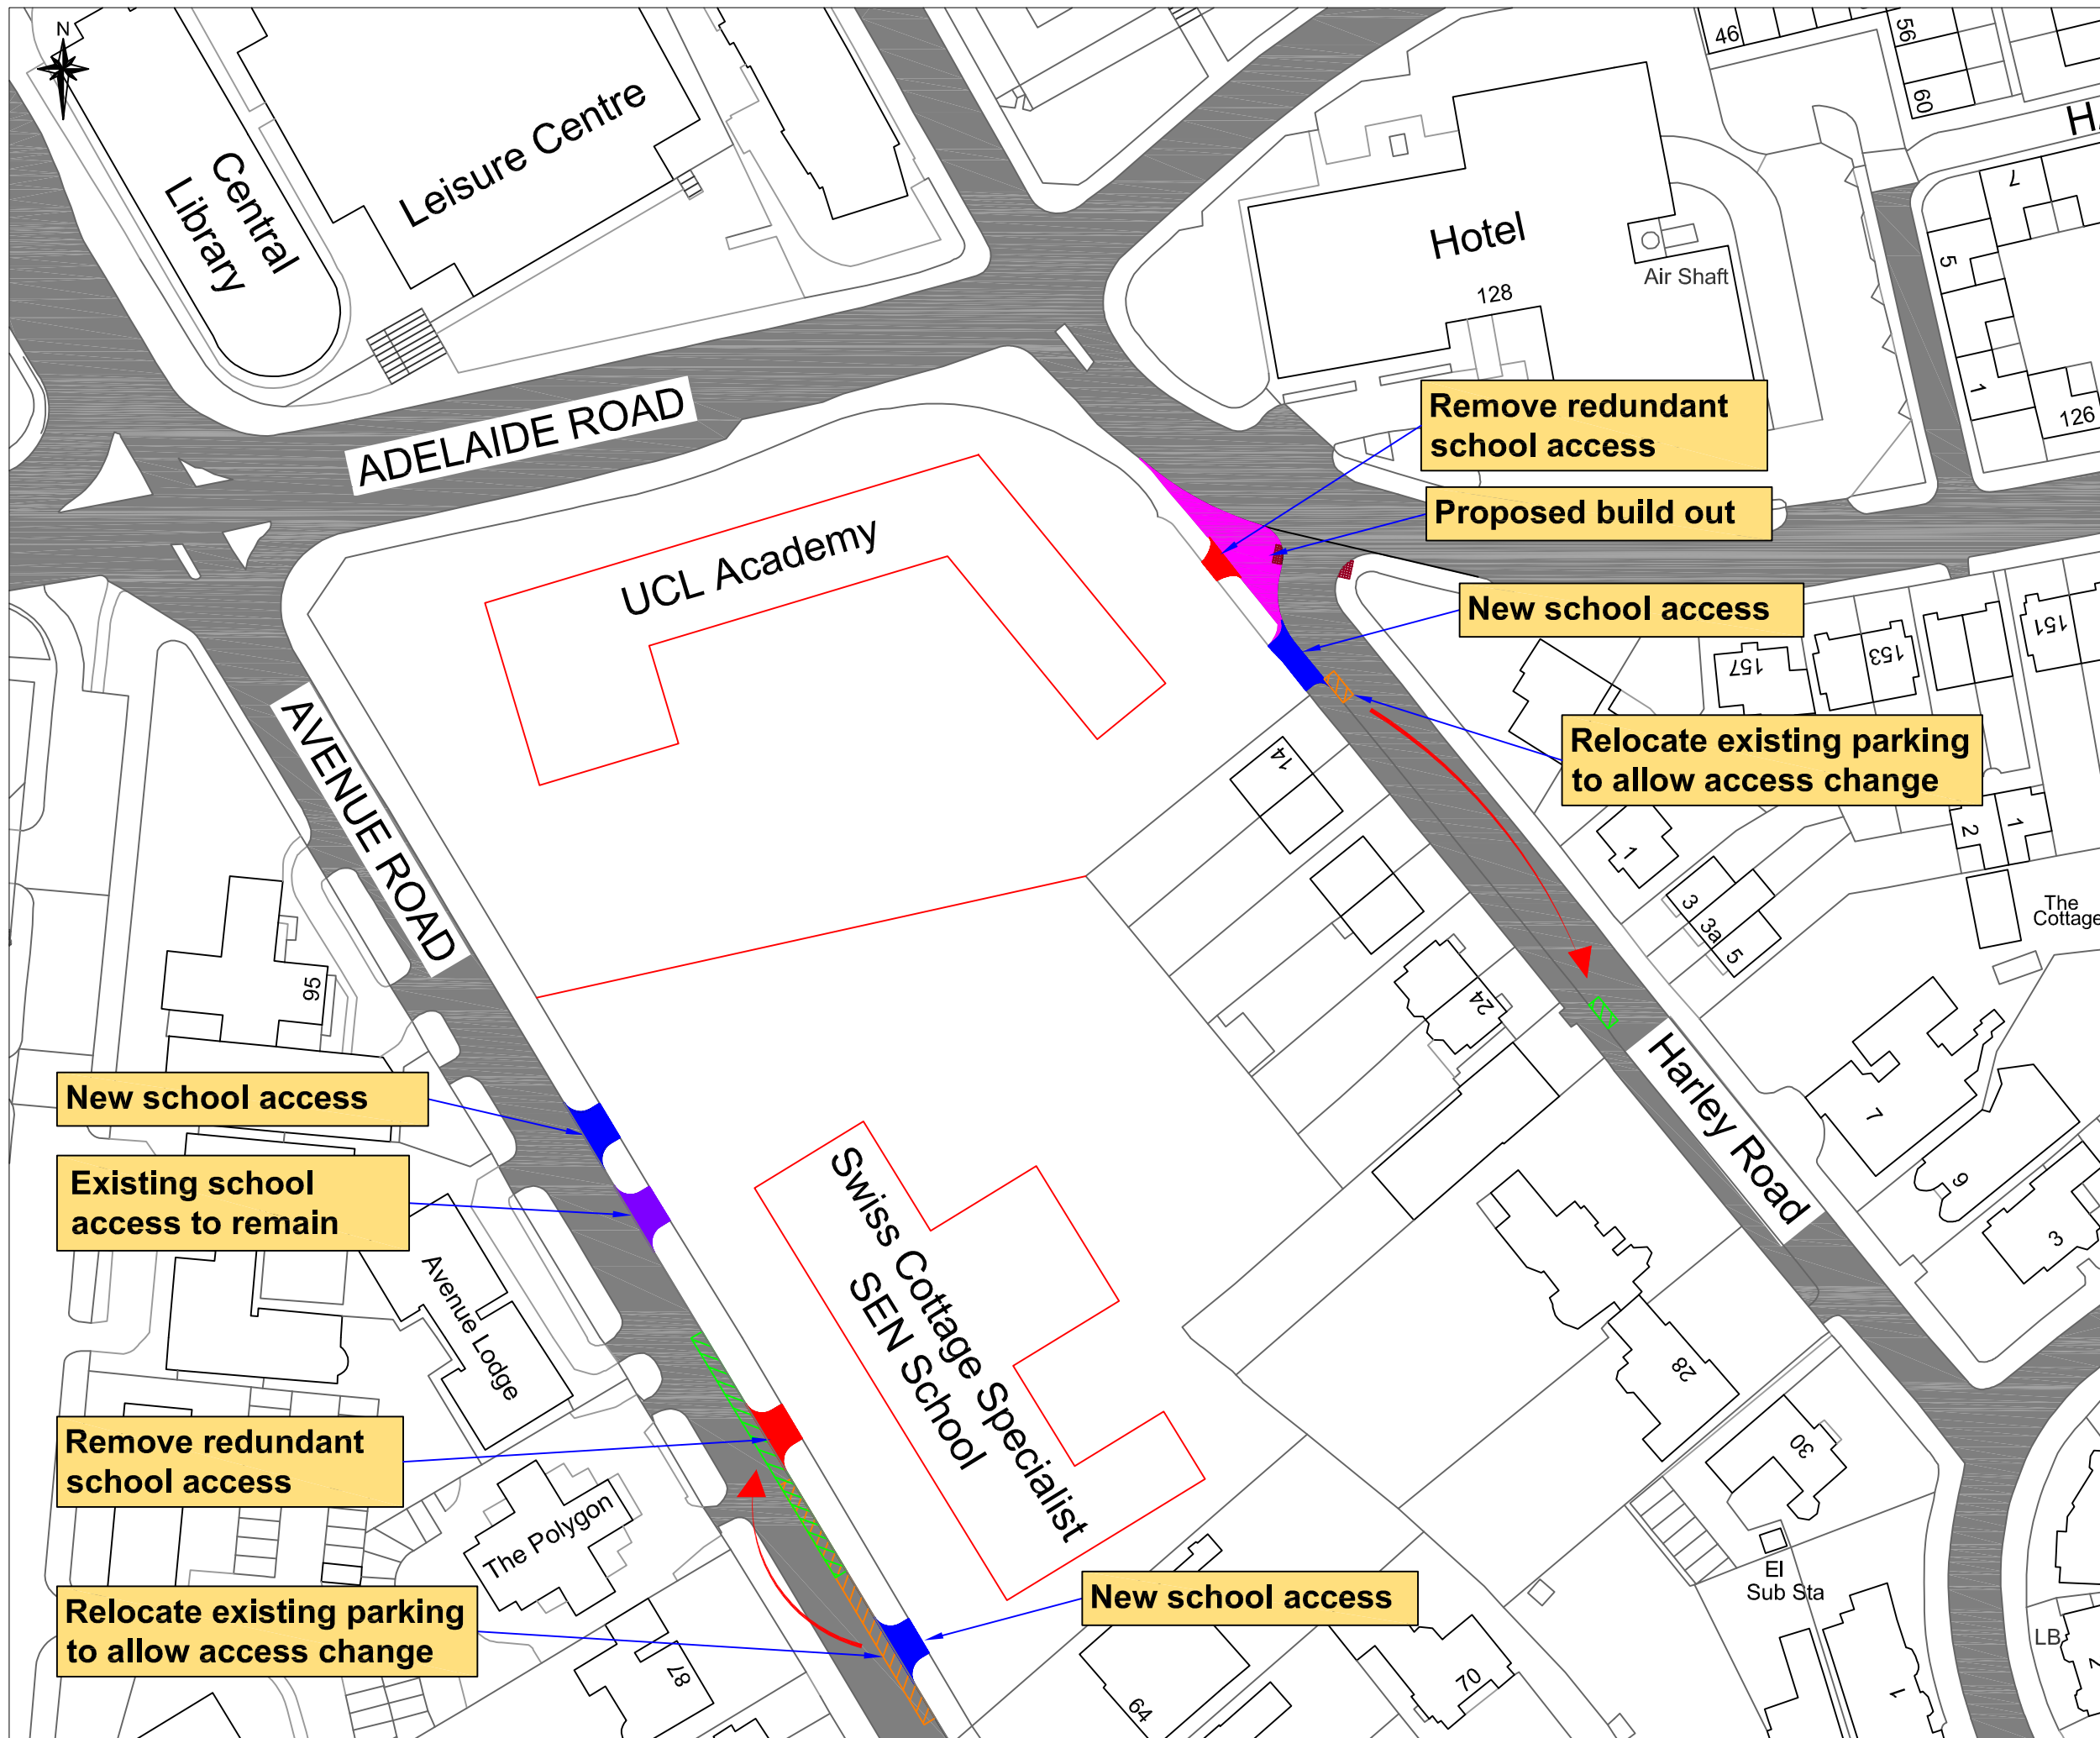 N
46
56
60
H
Central
Library
Leisure Centre
Hotel
Air Shaft
128
7
5
1
126
ADELAIDE ROAD
Remove redundant
school access
Proposed build out
UCL Academy
New school access
157
153
151
Relocate existing parking
to allow access change
AVENUE ROAD
14
1
2
1
3
3a
5
The
Cottage
95
24
Harley Road
7
9
3
New school access
Existing school
access to remain
Avenue Lodge
Swiss Cottage Specialist
SEN School
28
30
Remove redundant
school access
The Polygon
El
Sub Sta
Relocate existing parking
to allow access change
New school access
87
64
70
1
LB